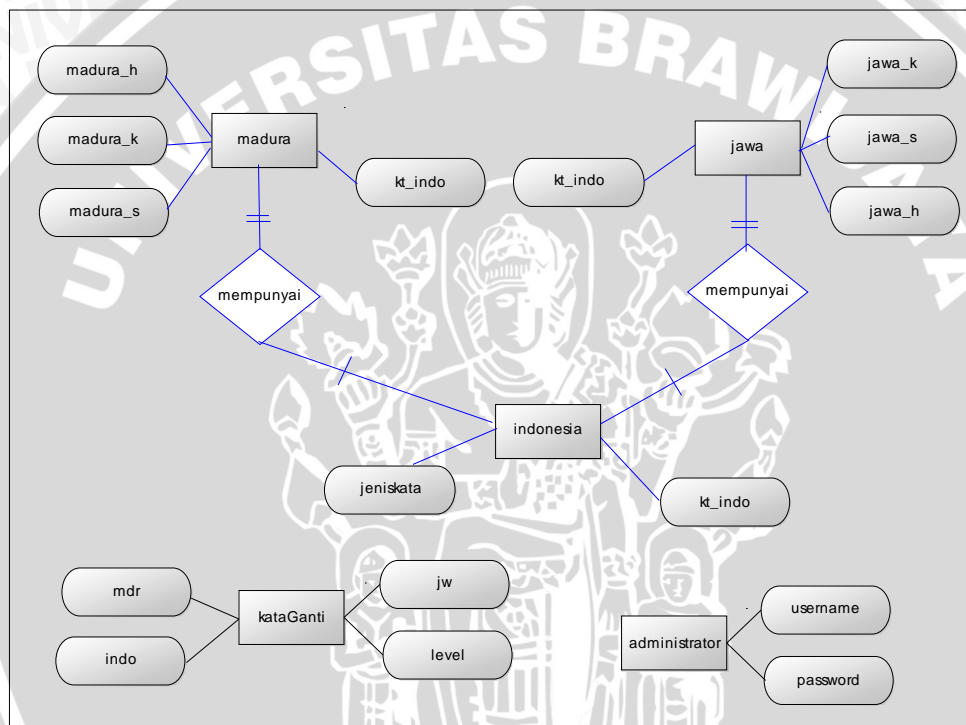 UNIVERSITAS BRAWIJAYA
madura_h
madura_k
madura_s
madura
kt_indo
kt_indo
jawa
jawa_k
jawa_s
jawa_h
mempunyai
mempunyai
indonesia
jeniskata
kt_indo
mdr
indo
kataGanti
jw
level
administrator
username
password